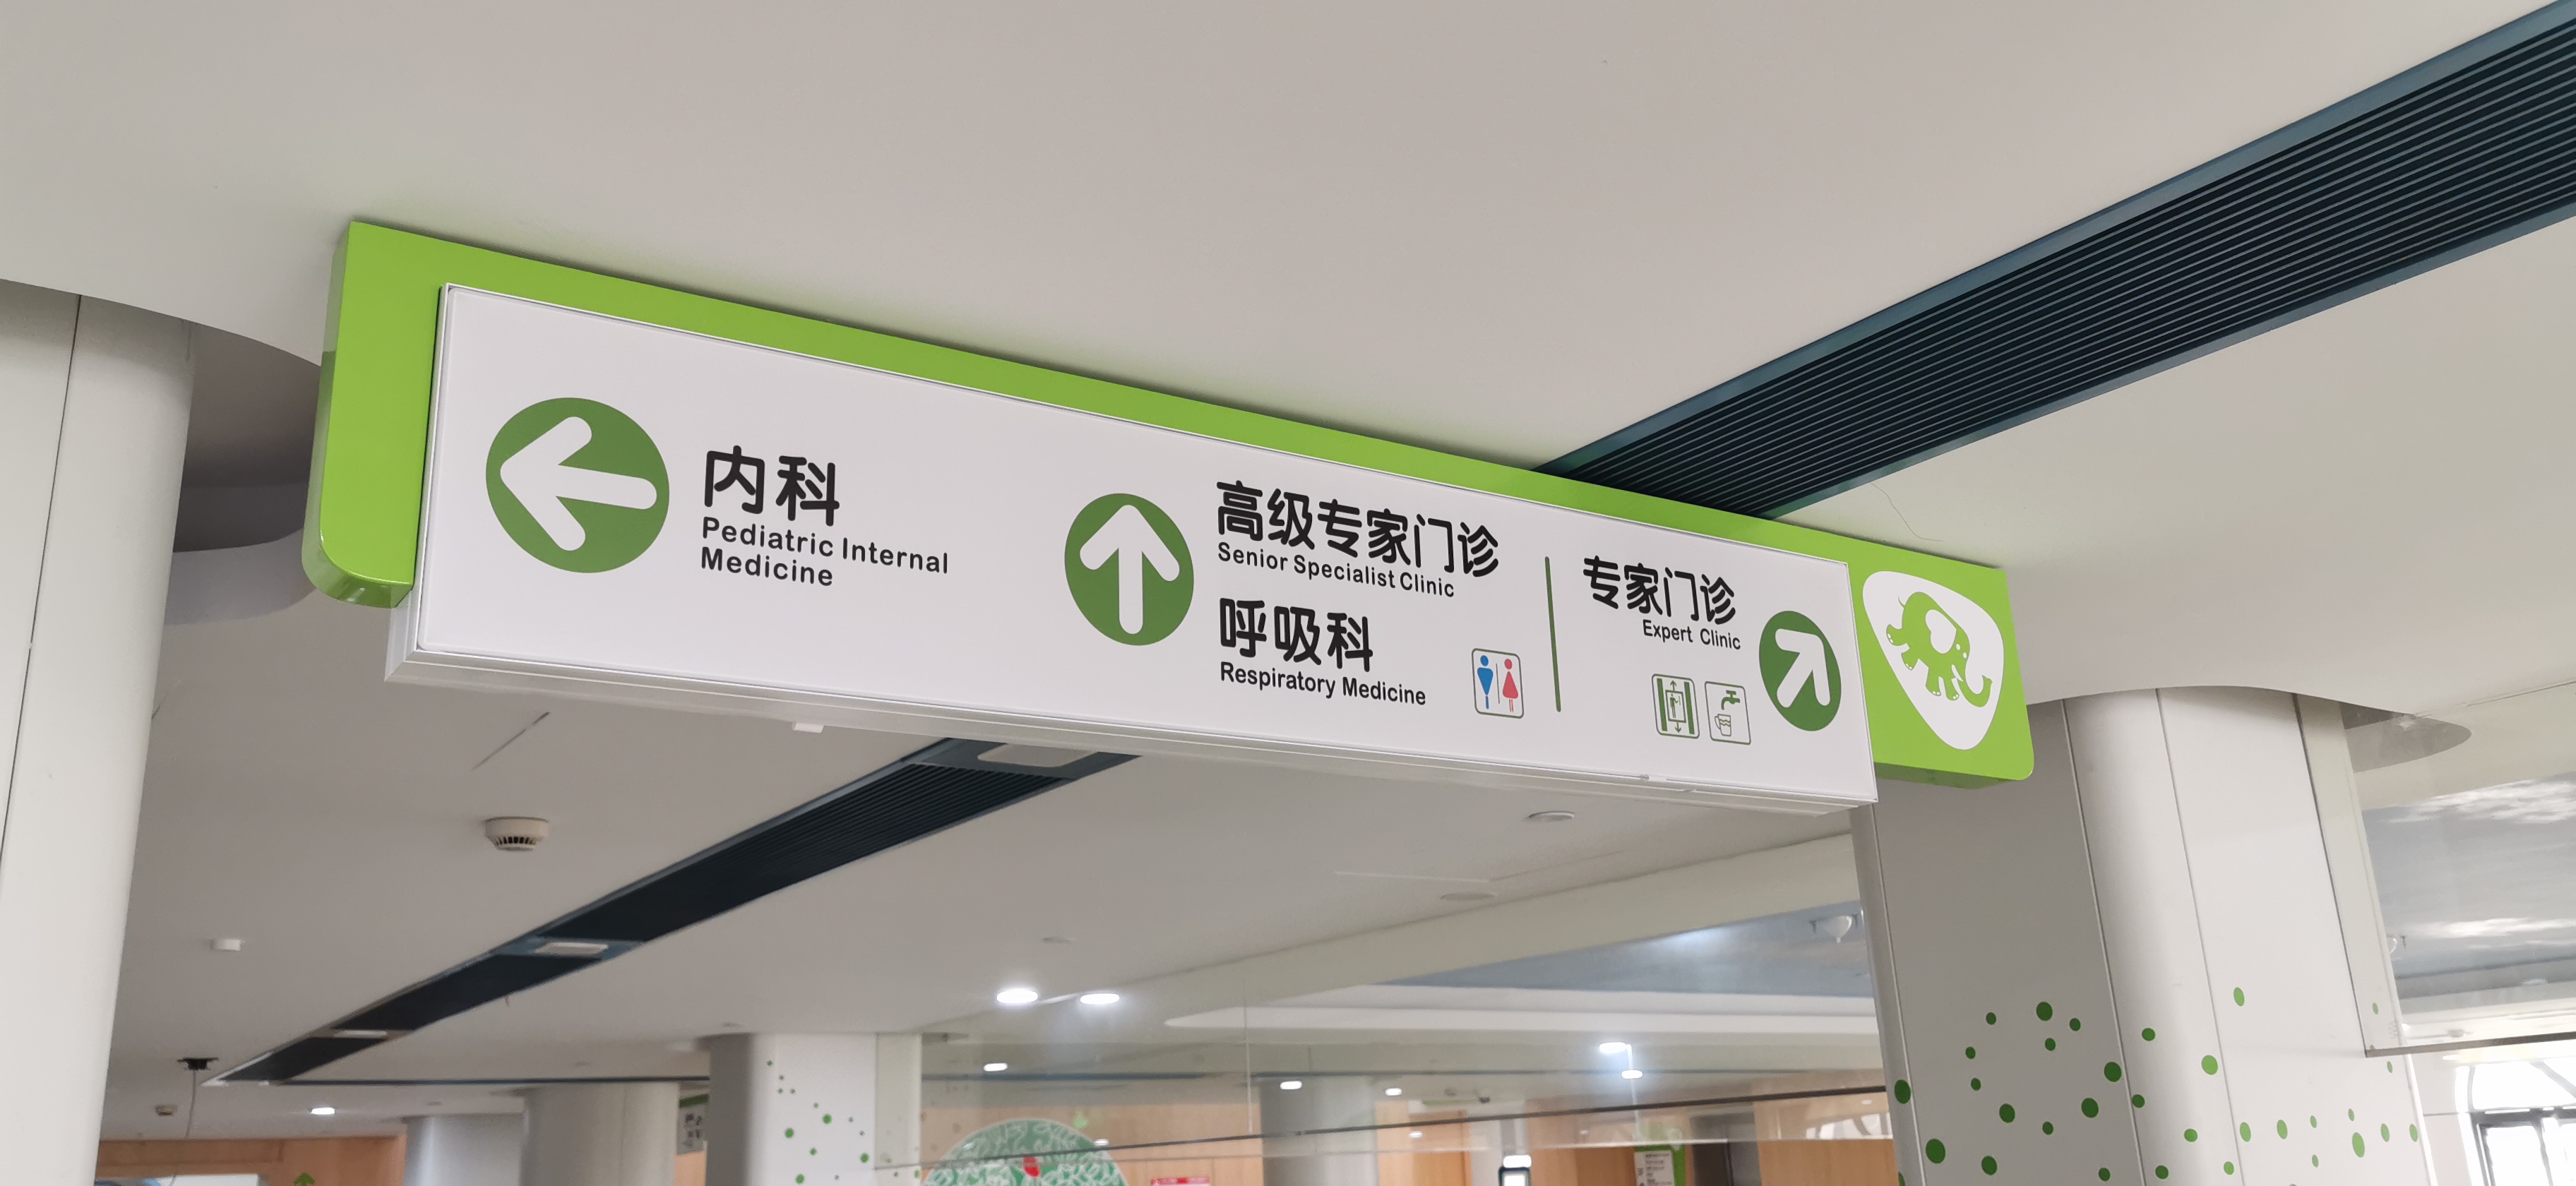 内科
Pediatric Internal
Medicine
高级专家门诊
Senior Specialist Clinic
呼吸科
Respiratory Medicine
专家门诊
Expert Clinic